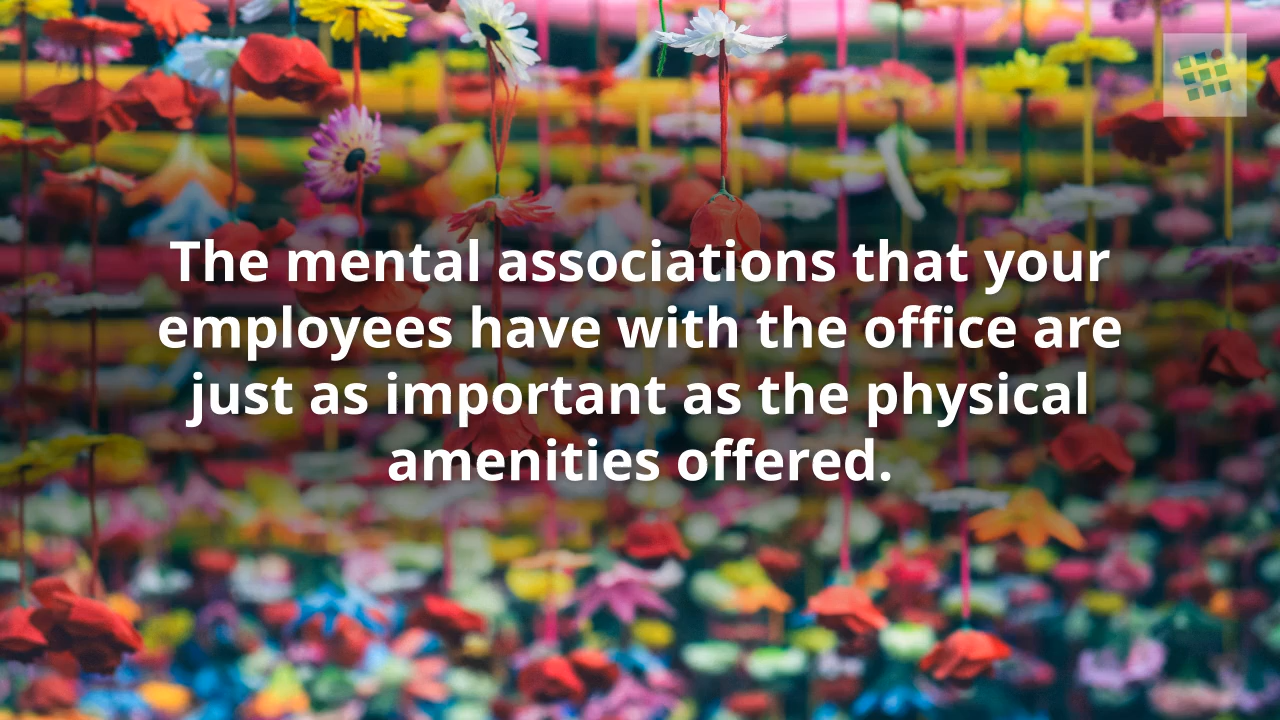 The mental associations that your
employees have with the office are
just as important as the physical
amenities offered.